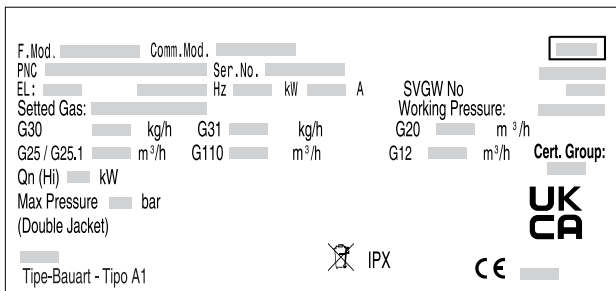 F.Mod. Comm.Mod.
PNC Ser.No.
EL: Hz kW A SVGW No
Setted Gas: Working Pressure:
G30 kg/h G31 kg/h G20 m³/h
G25 / G25.1 m³/h G110 m³/h G12 m³/h Cert. Group:
Qn (Hi) kW
Max Pressure bar
(Double Jacket)
UK
CA
IPX
CE
Tipe-Bauart - Tipo A1